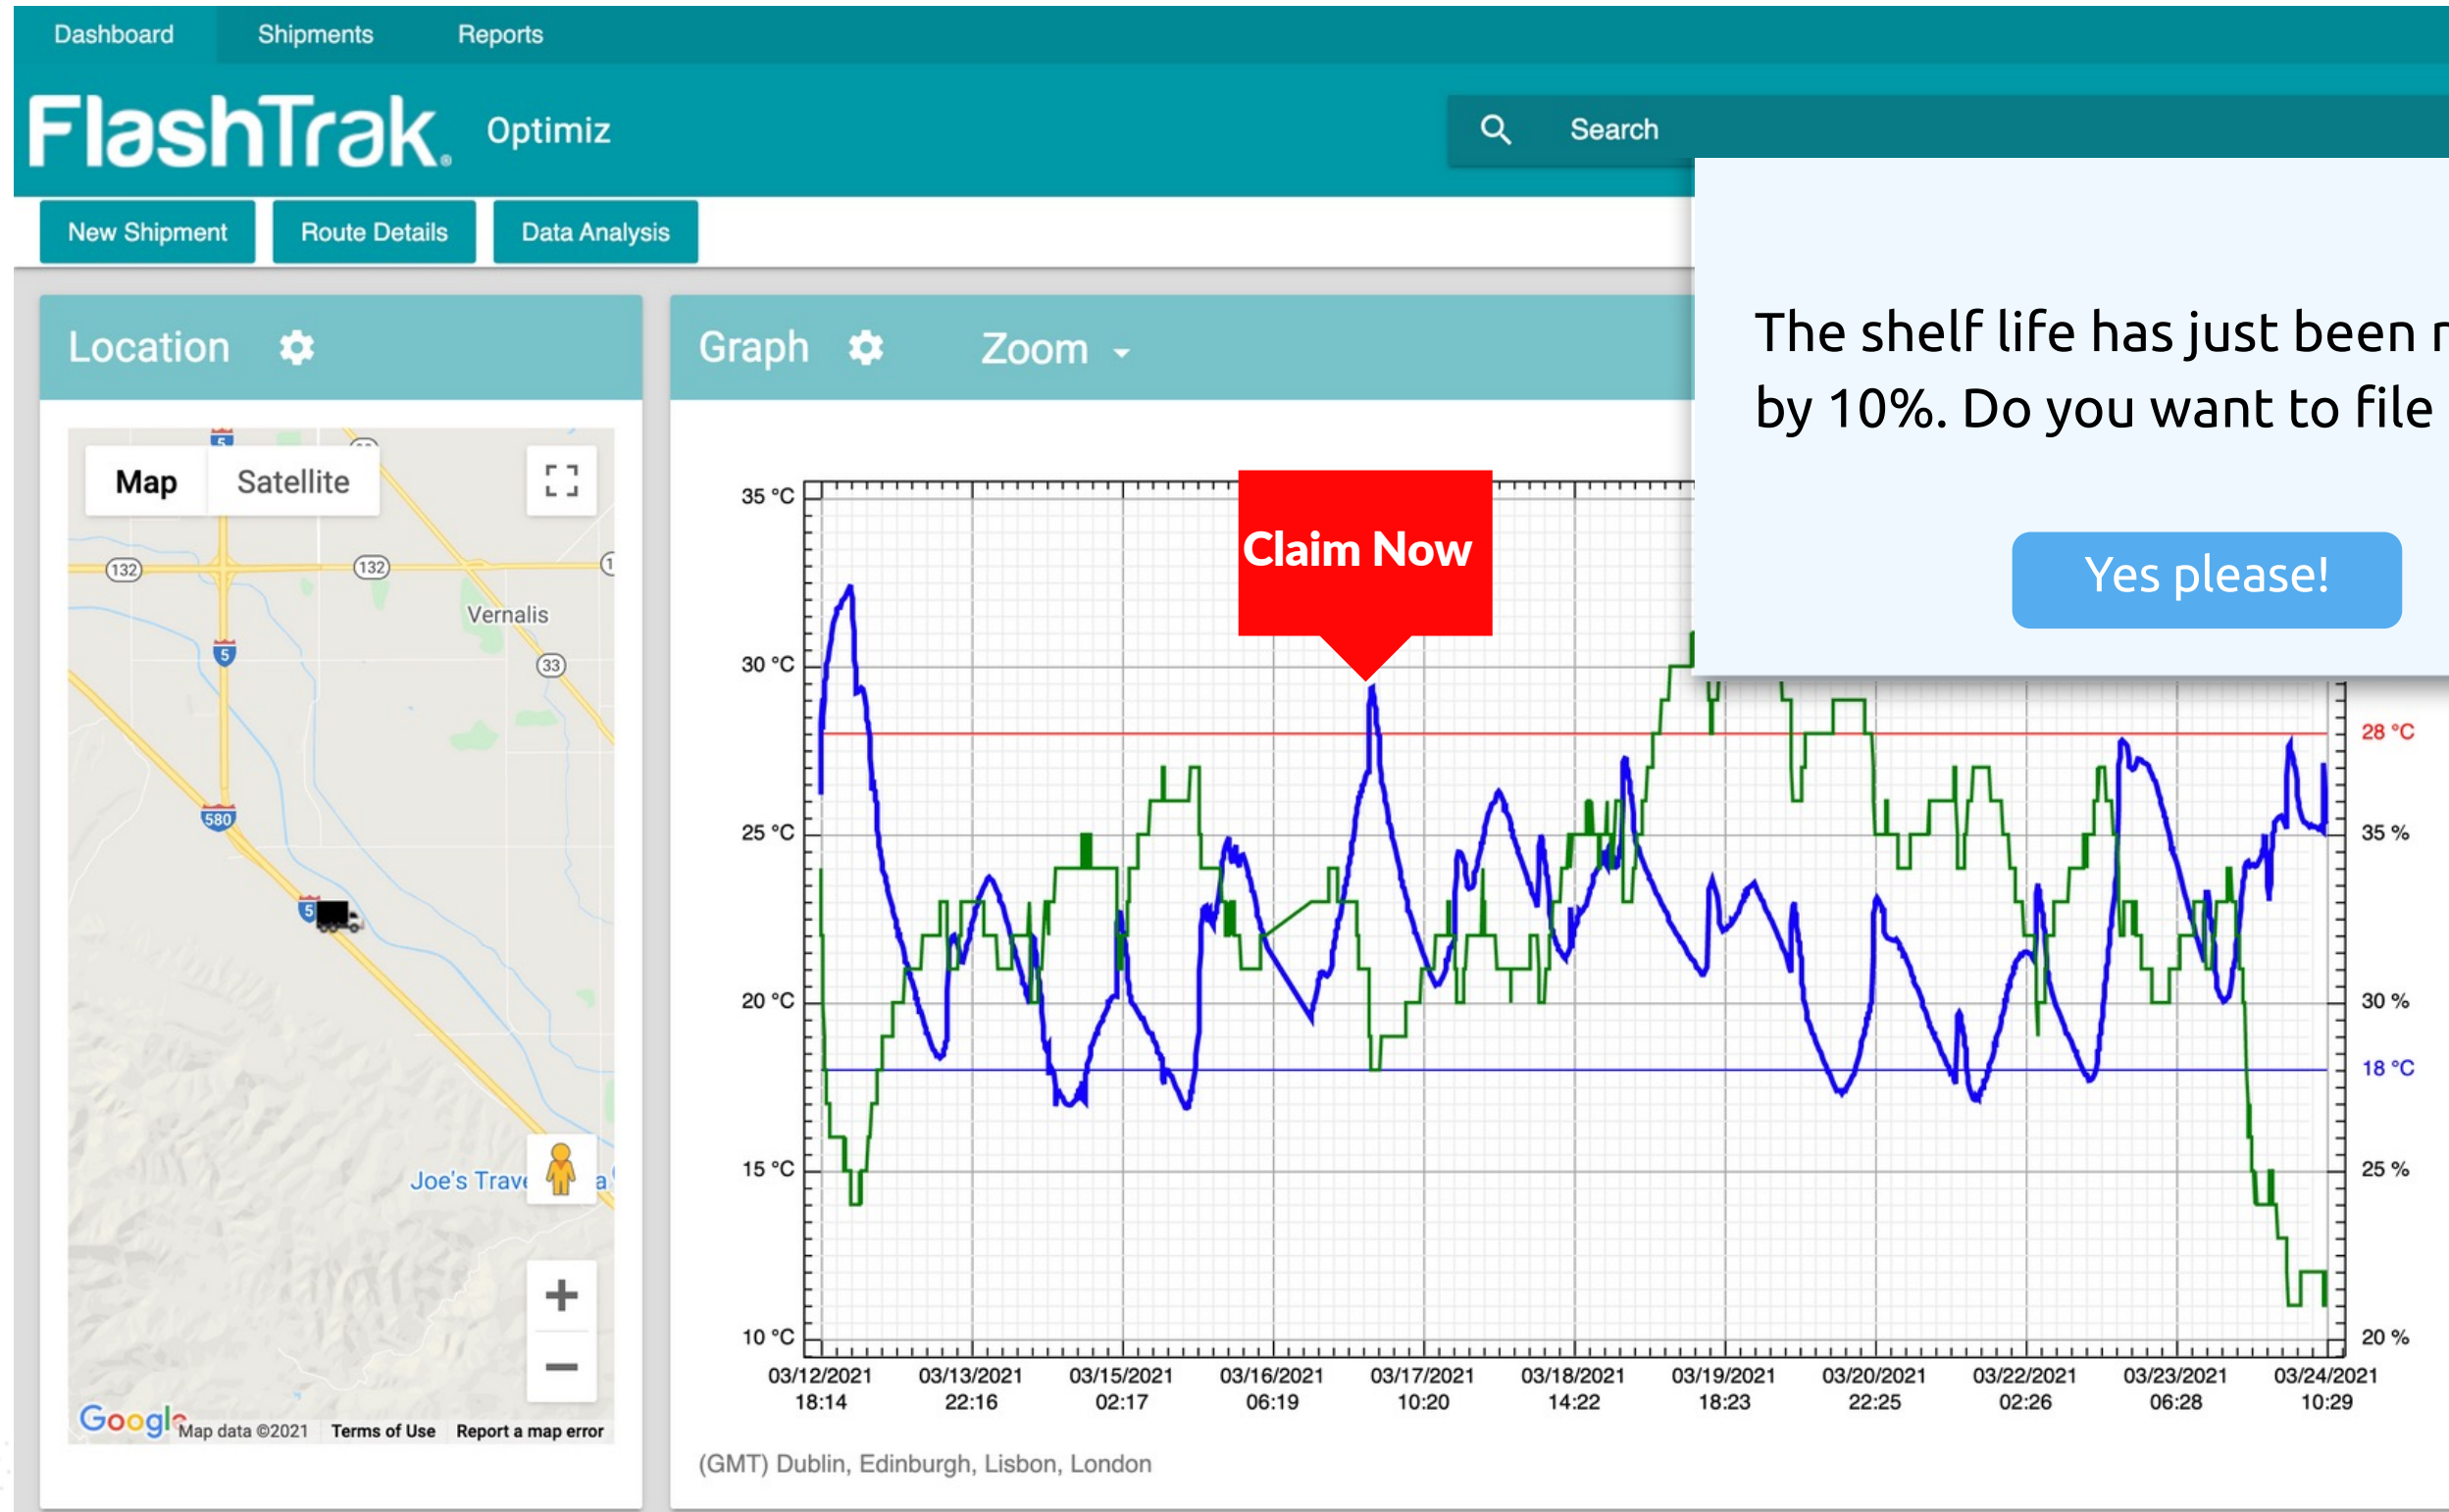 Dashboard Shipments Reports
FlashTrak® Optimiz
Search
New Shipment Route Details Data Analysis
Location
Graph Zoom
The shelf life has just been
by 10%. Do you want to file
Yes please!
Claim Now
Map Satellite
5
132 132
Vernalis
5
33
580
5
Joe's Trav
Google
Map data ©2021 Terms of Use Report a map error
35 °C
30 °C
25 °C
20 °C
15 °C
10 °C
28 °C
35 %
30 %
18 °C
25 %
20 %
03/12/2021 03/13/2021 03/15/2021 03/16/2021 03/17/2021 03/18/2021 03/19/2021 03/20/2021 03/22/2021 03/23/2021 03/24/2021
18:14 22:16 02:17 06:19 10:20 14:22 18:23 22:25 02:26 06:28 10:29
(GMT) Dublin, Edinburgh, Lisbon, London